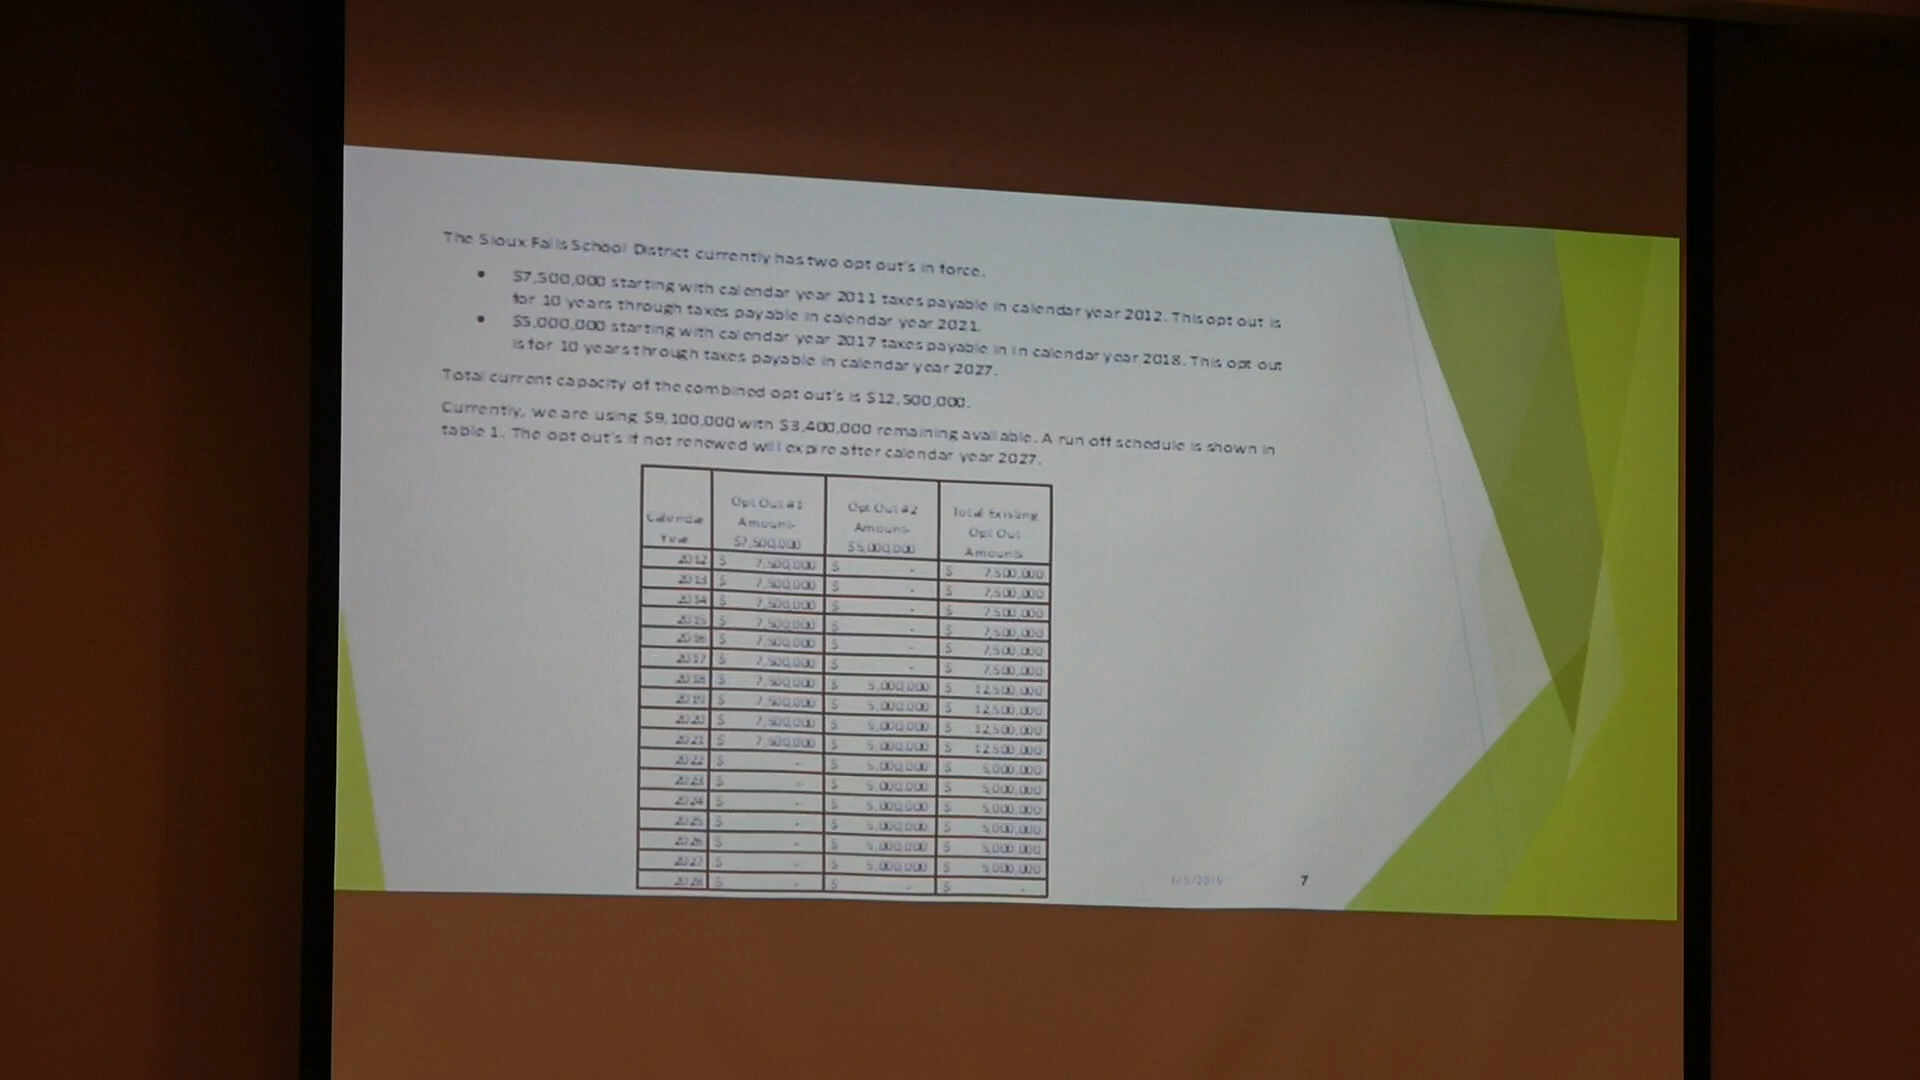 The Sioux Falls School District currently has two opt out's in force.
• $7,500,000 starting with calendar year 2011 taxes payable in calendar year 2012. This opt out is
for 10 years through taxes payable in calendar year 2021.
• $5,000,000 starting with calendar year 2017 taxes payable in in calendar year 2018. This opt out
is for 10 years through taxes payable in calendar year 2027.
Total current capacity of the combined opt out's is $12,500,000.
Currently, we are using $9,100,000 with $3,400,000 remaining available. A run off schedule is shown in
table 1. The opt out's if not renewed will expire after calendar year 2027.
Calendar Year Opt Out #1 Amount- $7,500,000 Opt Out #2 Amount- $5,000,000 Total Existing Opt Out Amounts
2012 $ 7,500,000 $ - $ 7,500,000
2013 $ 7,500,000 $ - $ 7,500,000
2014 $ 7,500,000 $ - $ 7,500,000
2015 $ 7,500,000 $ - $ 7,500,000
2016 $ 7,500,000 $ - $ 7,500,000
2017 $ 7,500,000 $ - $ 7,500,000
2018 $ 7,500,000 $ 5,000,000 $ 12,500,000
2019 $ 7,500,000 $ 5,000,000 $ 12,500,000
2020 $ 7,500,000 $ 5,000,000 $ 12,500,000
2021 $ 7,500,000 $ 5,000,000 $ 12,500,000
2022 $ - $ 5,000,000 $ 5,000,000
2023 $ - $ 5,000,000 $ 5,000,000
2024 $ - $ 5,000,000 $ 5,000,000
2025 $ - $ 5,000,000 $ 5,000,000
2026 $ - $ 5,000,000 $ 5,000,000
2027 $ - $ 5,000,000 $ 5,000,000
2028 $ - $ - $ -
7